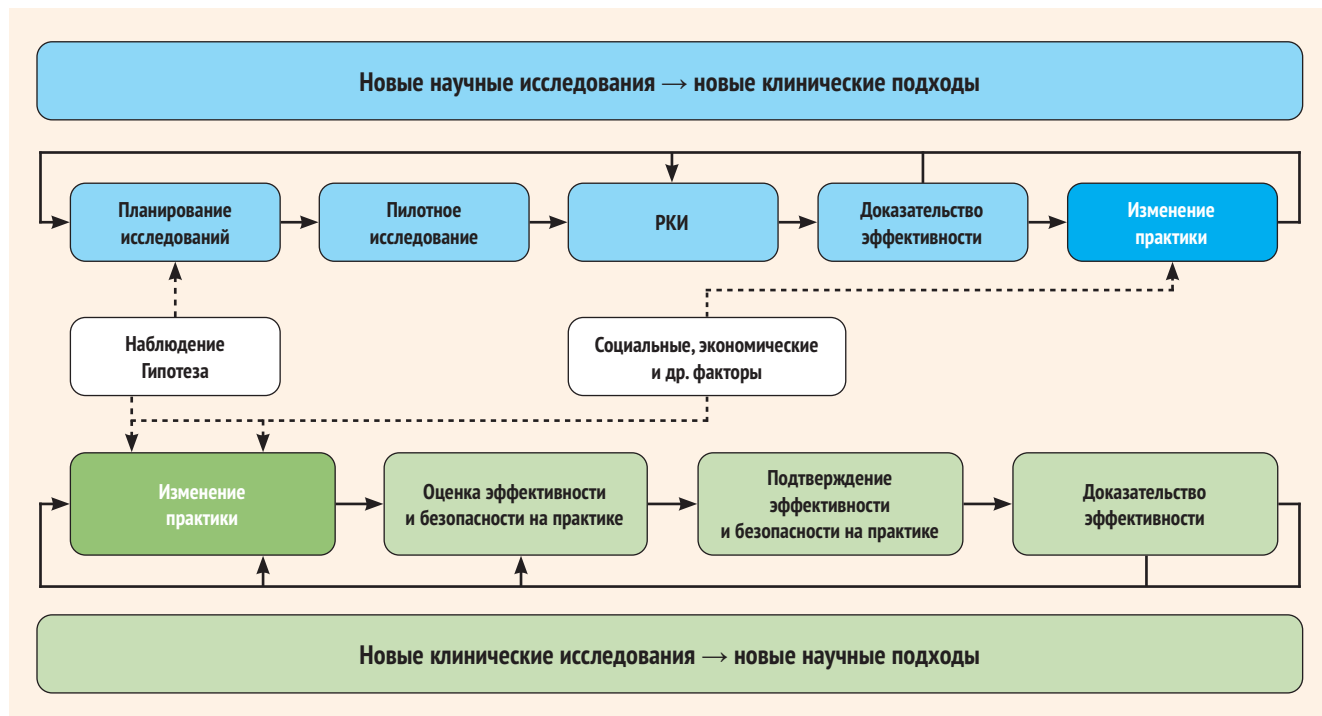 Новые научные исследования → новые клинические подходы
Планирование
исследований
Пилотное
исследование
РКИ
Доказательство
эффективности
Изменение
практики
Наблюдение
Гипотеза
Социальные, экономические
и др. факторы
Изменение
практики
Оценка эффективности
и безопасности на практике
Подтверждение
эффективности
и безопасности на практике
Доказательство
эффективности
Новые клинические исследования → новые научные подходы